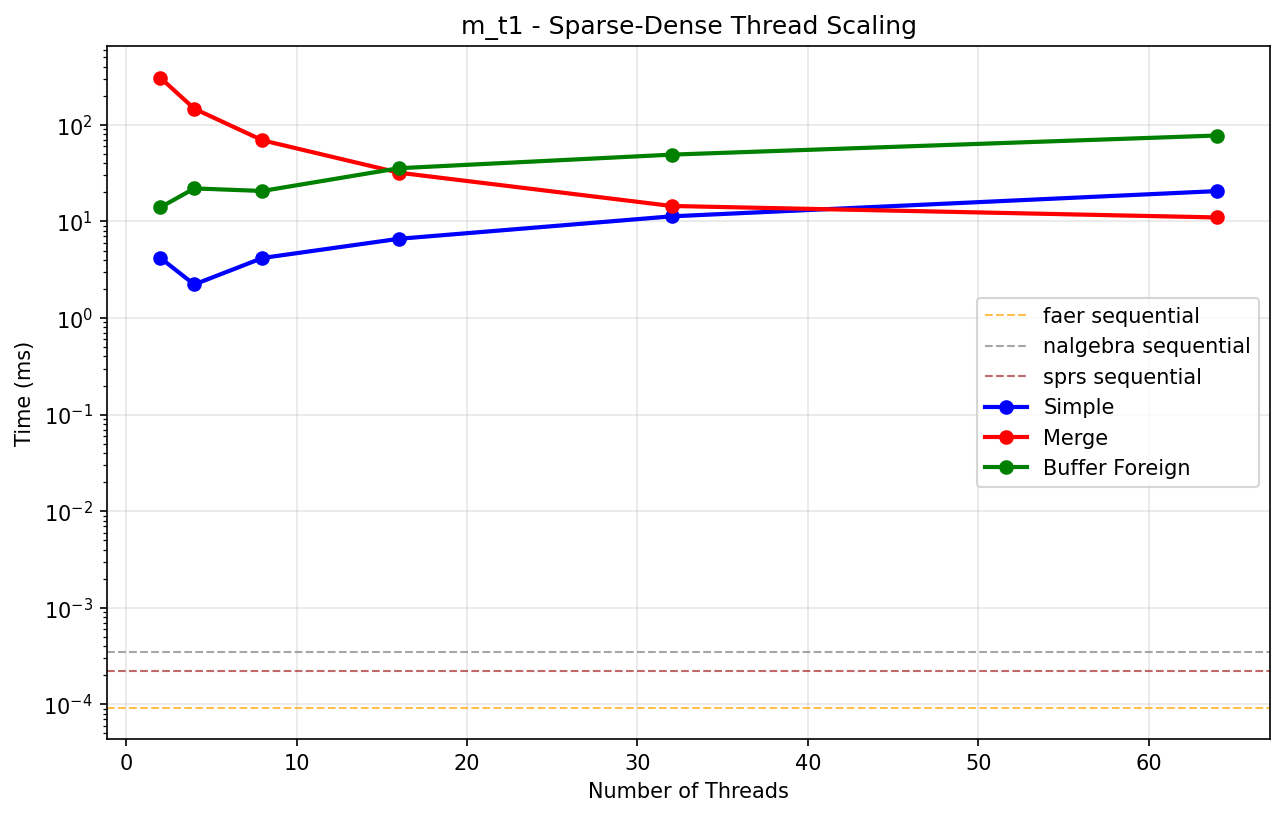 m_t1 - Sparse-Dense Thread Scaling
Time (ms)
10²
10¹
10⁰
10⁻¹
10⁻²
10⁻³
10⁻⁴
faer sequential
nalgebra sequential
sprs sequential
Simple
Merge
Buffer Foreign
0 10 20 30 40 50 60
Number of Threads